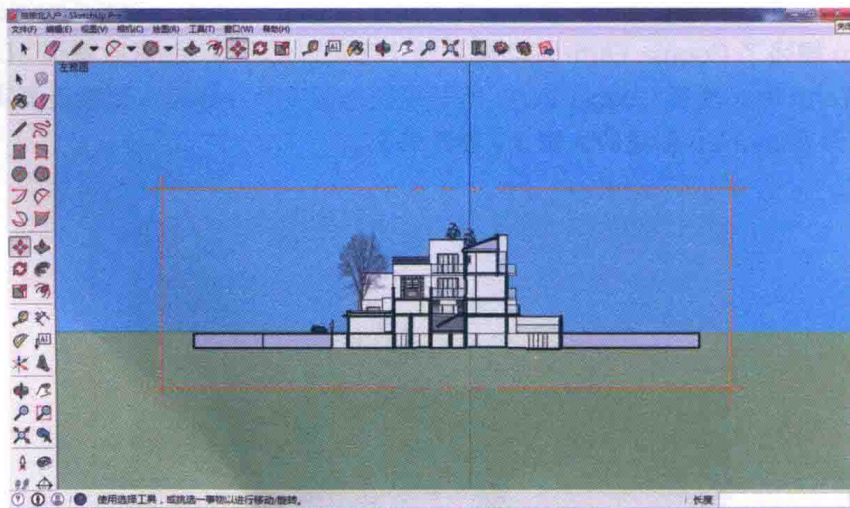 SketchUp Pro
文件(F) 编辑(E) 视图(V) 相机(C) 绘图(R) 工具(T) 窗口(W) 帮助(H)
左视图
使用选择工具，或挑选一事物以进行移动/旋转。
长度